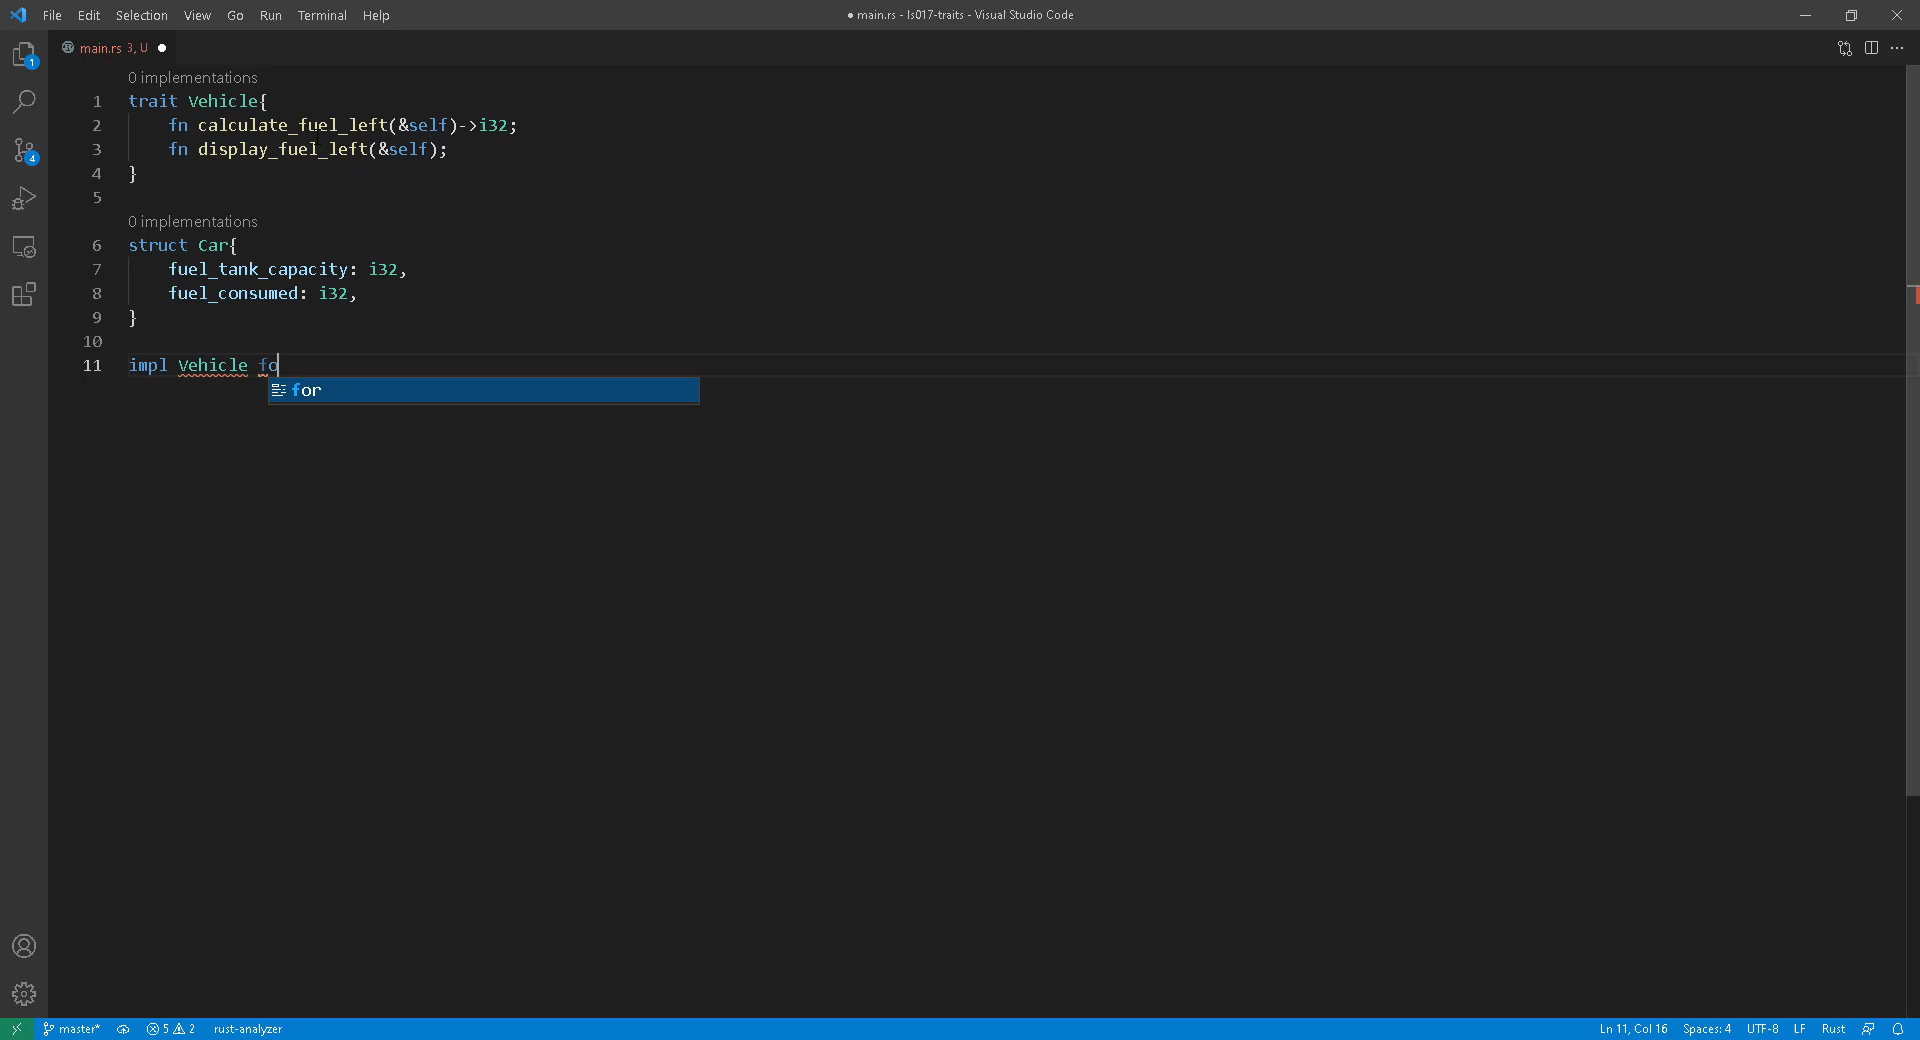 File Edit Selection View Go Run Terminal Help
● main.rs - ls017-traits - Visual Studio Code
main.rs 3, U ●
0 implementations
1 trait Vehicle{
2 fn calculate_fuel_left(&self)->i32;
3 fn display_fuel_left(&self);
4 }
5
0 implementations
6 struct Car{
7 fuel_tank_capacity: i32,
8 fuel_consumed: i32,
9 }
10
11 impl Vehicle fo
for
1
4
master* 5 2 rust-analyzer
Ln 11, Col 16 Spaces: 4 UTF-8 LF Rust